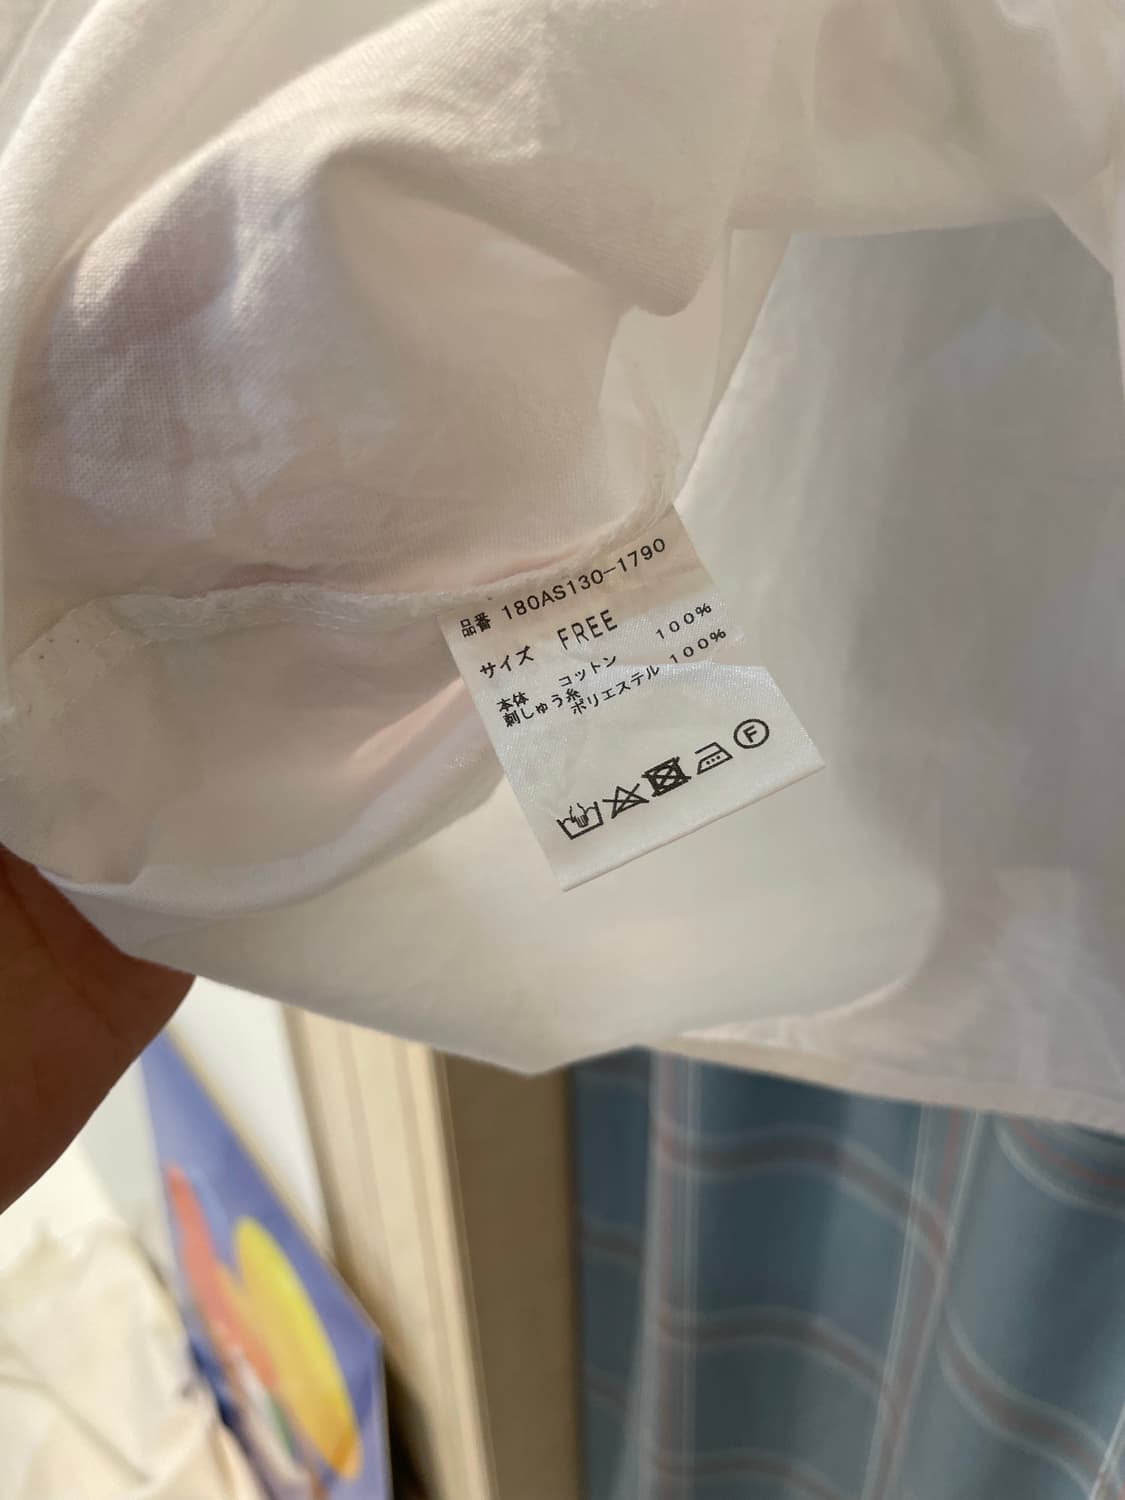 品番 180AS130-1790
サイズ FREE
本体 コットン 100%
刺しゅう糸 ポリエステル 100%
F